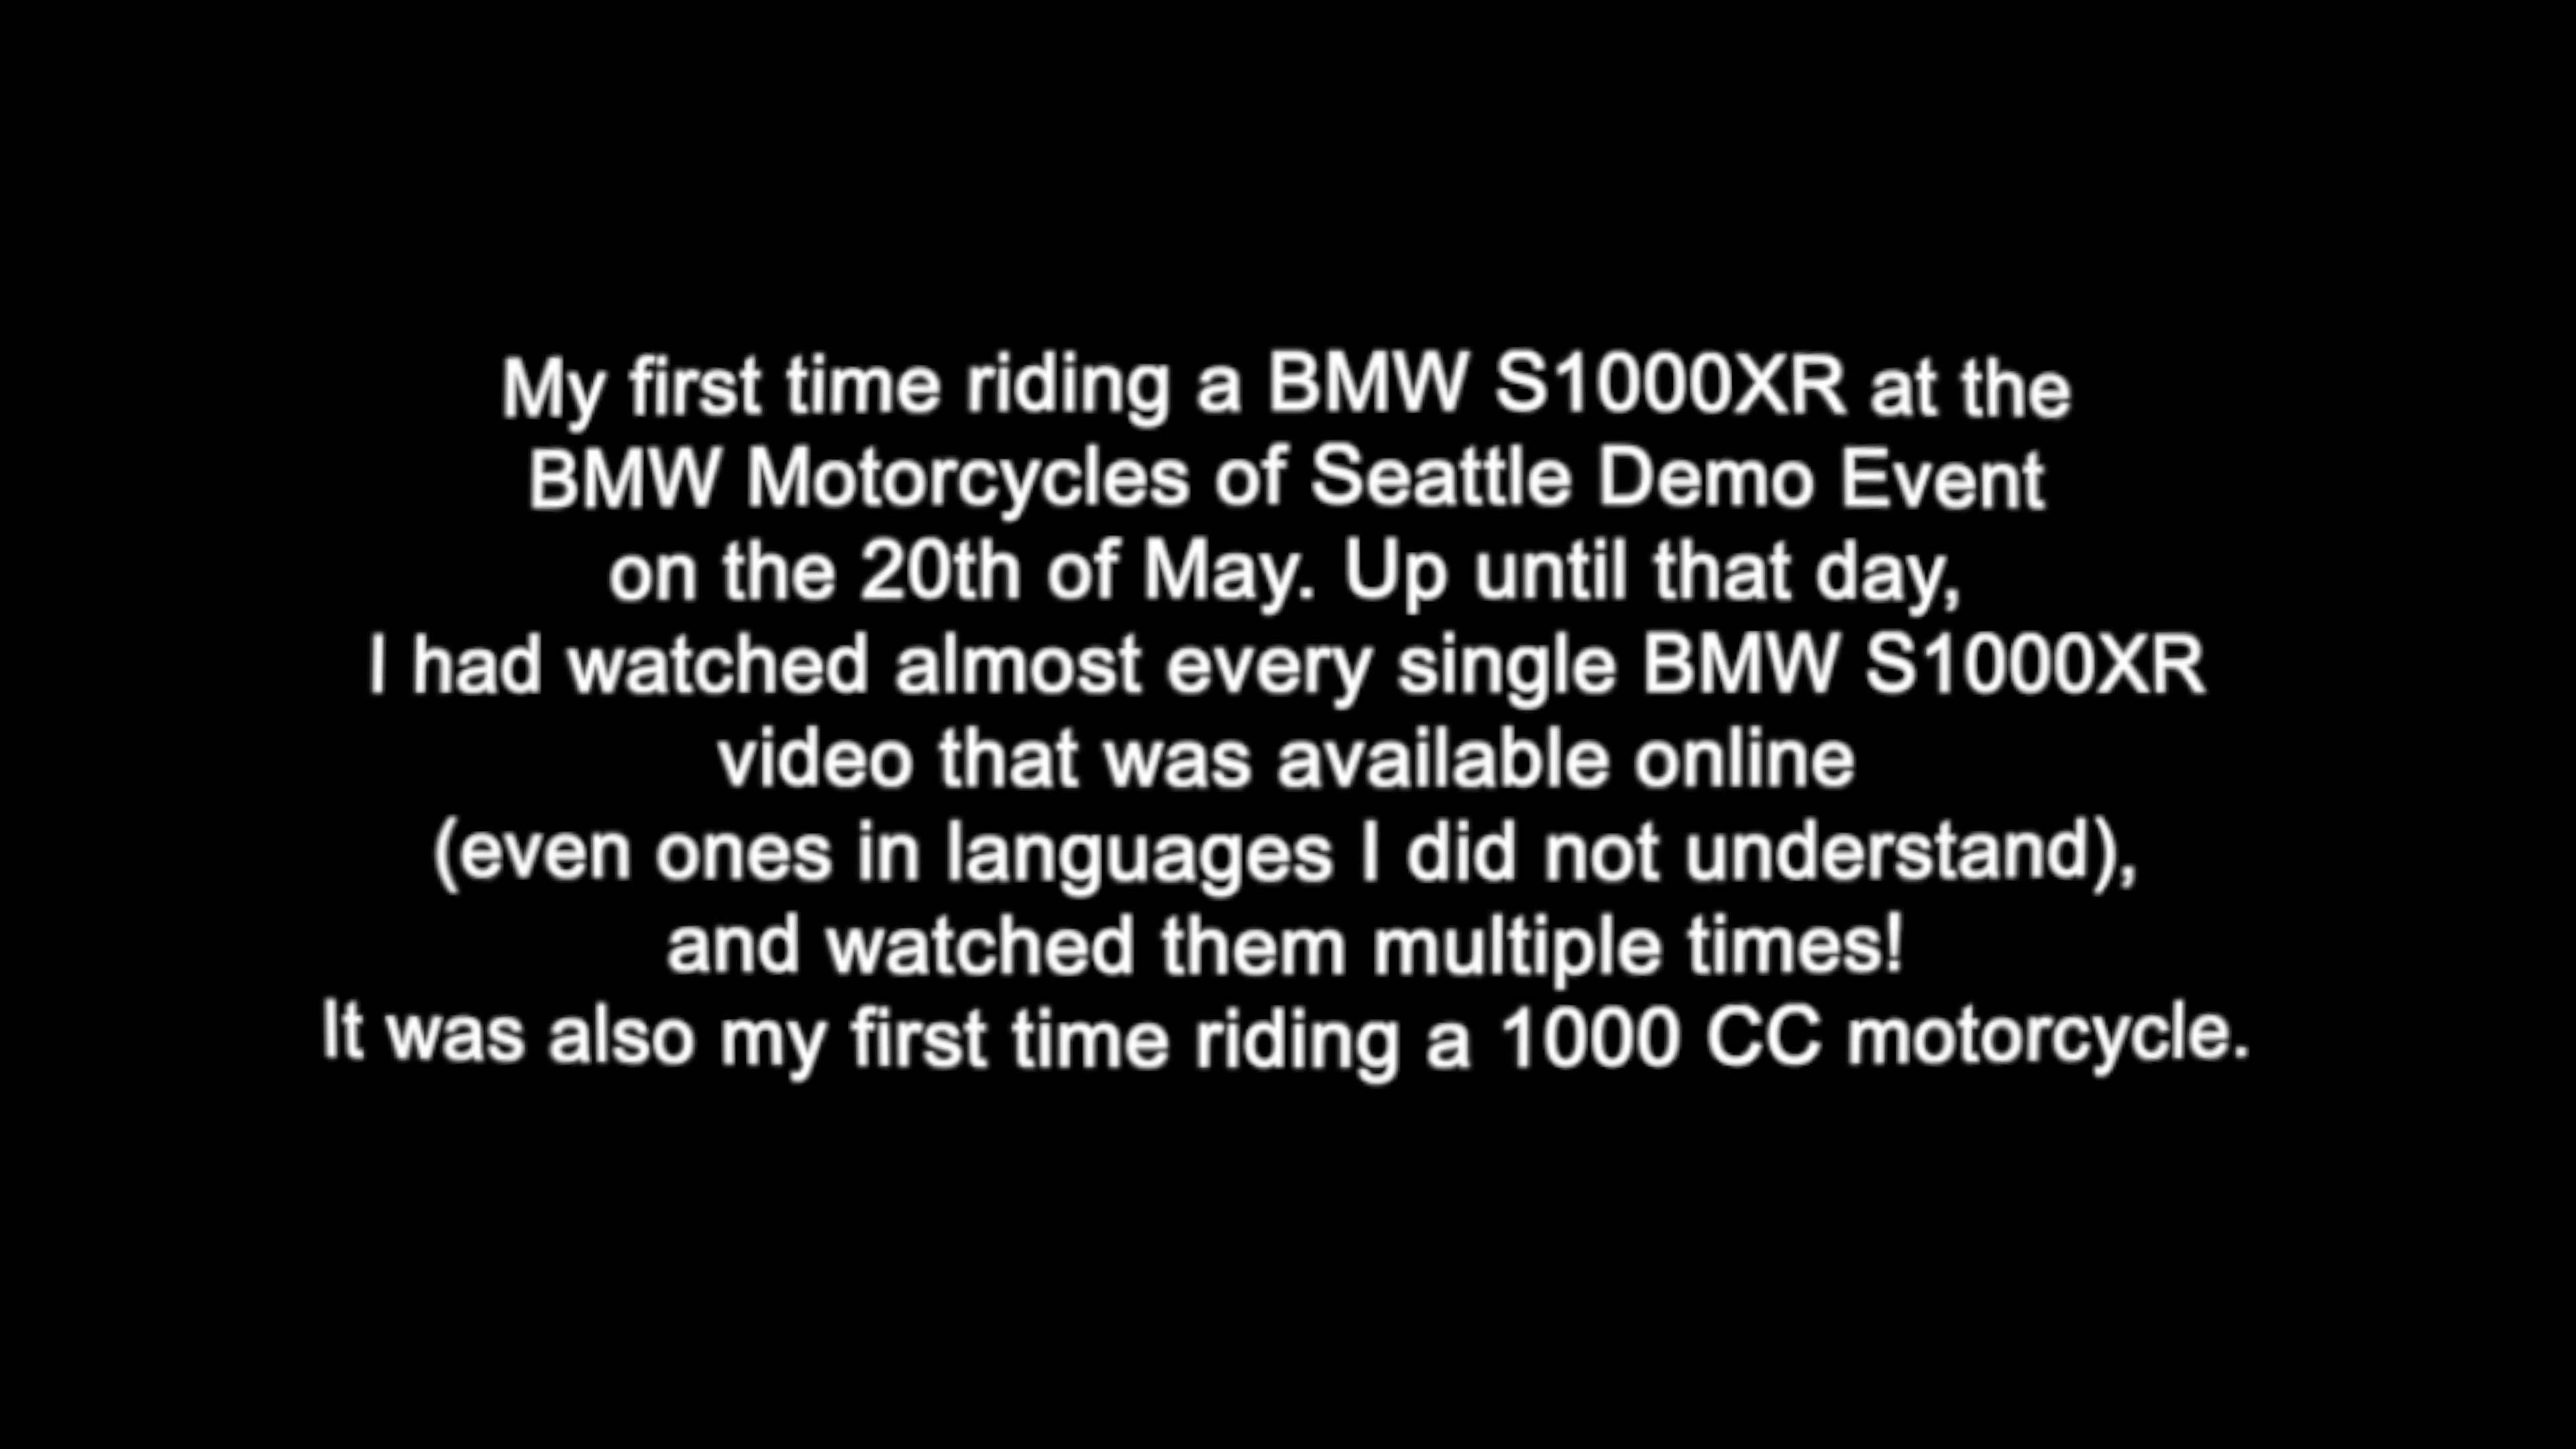 My first time riding a BMW S1000XR at the
BMW Motorcycles of Seattle Demo Event
on the 20th of May. Up until that day,
I had watched almost every single BMW S1000XR
video that was available online
(even ones in languages I did not understand),
and watched them multiple times!
It was also my first time riding a 1000 CC motorcycle.